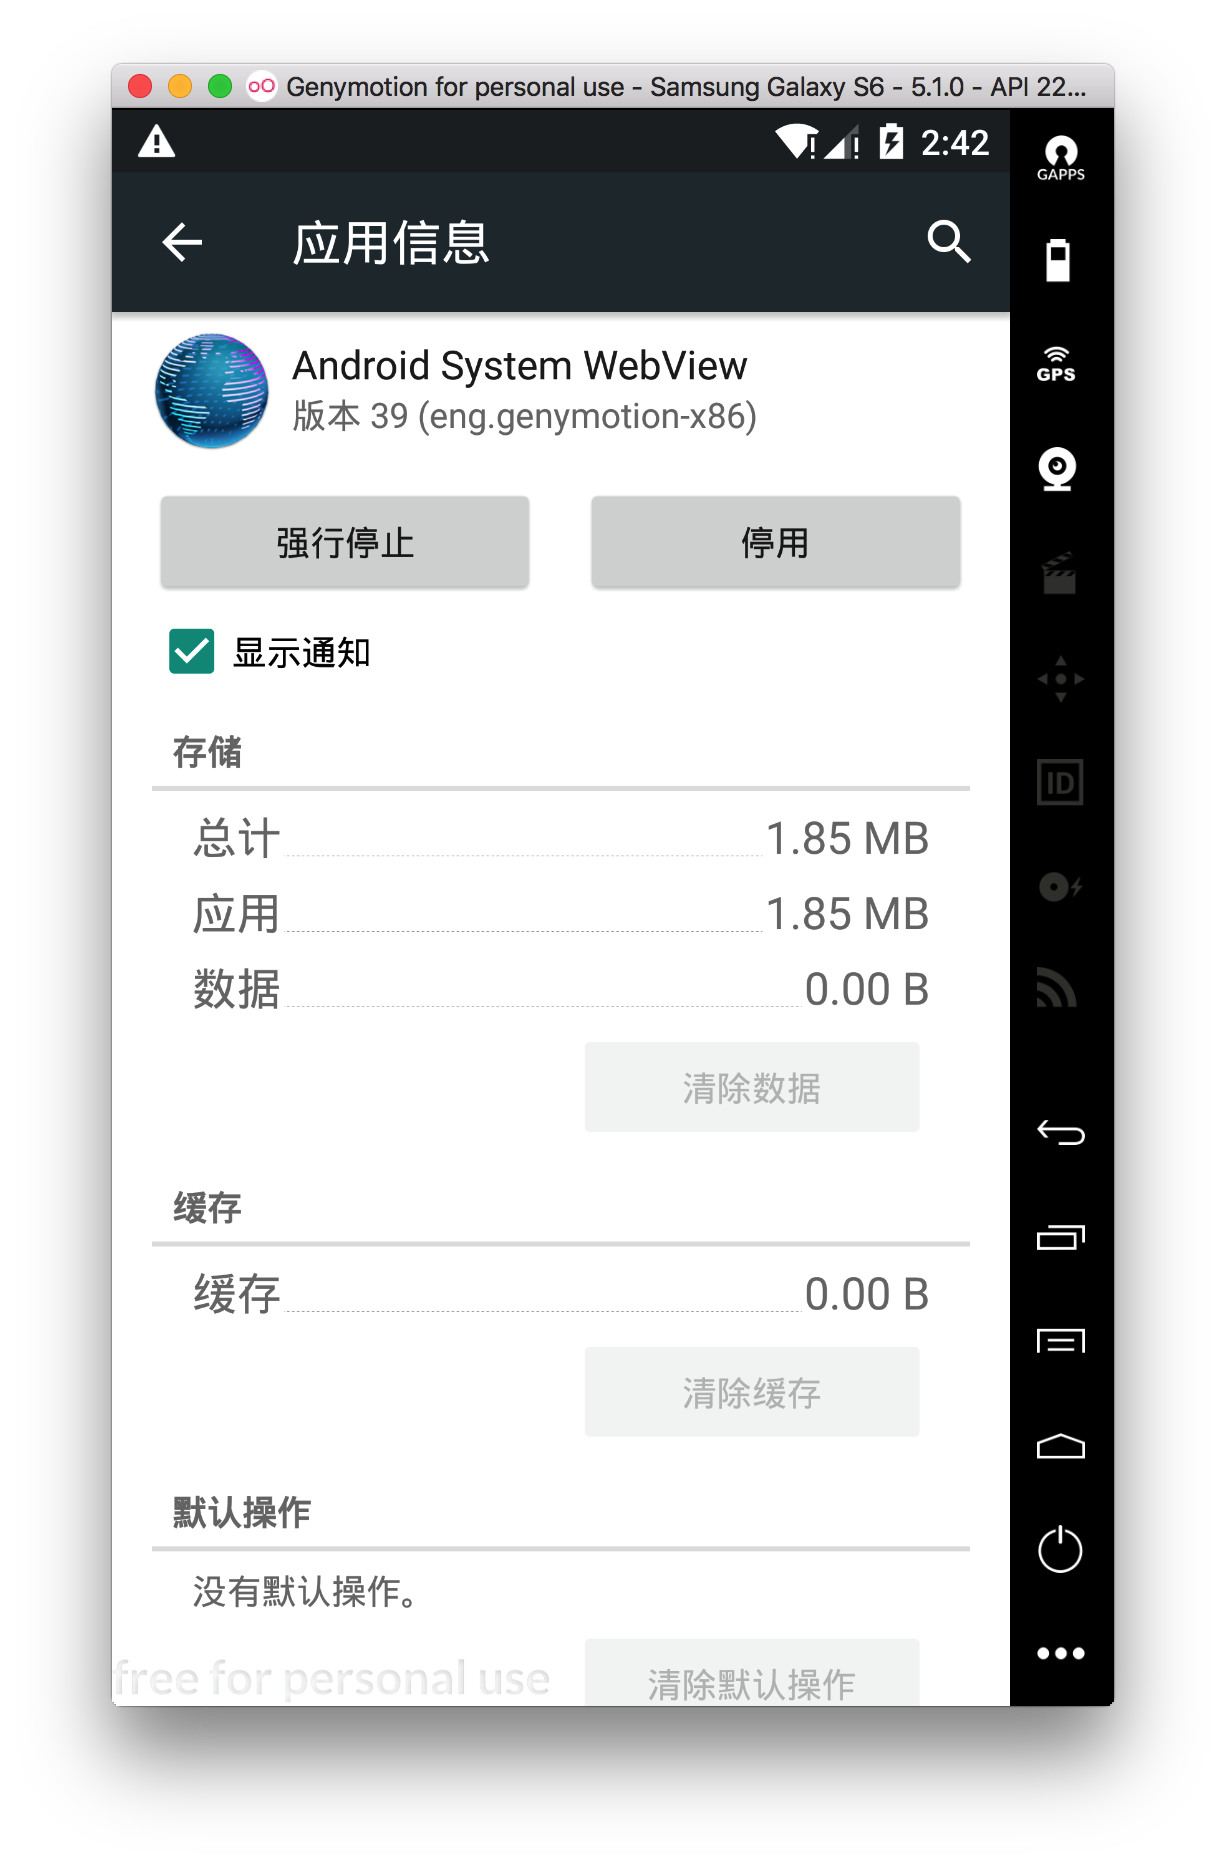 Genymotion for personal use - Samsung Galaxy S6 - 5.1.0 - API 22...
2:42
GAPPS
应用信息
GPS
Android System WebView
版本 39 (eng.genymotion-x86)
强行停止
停用
显示通知
存储
ID
总计 1.85 MB
应用 1.85 MB
数据 0.00 B
清除数据
缓存
缓存 0.00 B
清除缓存
默认操作
没有默认操作。
free for personal use
清除默认操作